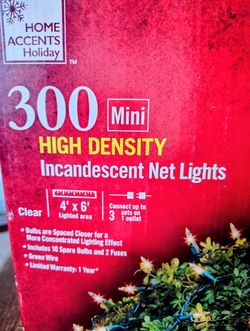 HOME
ACCENTS
Holiday
TM
300 Mini
HIGH DENSITY
Incandescent Net Lights
Clear
4' x 6'
Lighted area
Connect up to
3 sets on
1 outlet
• Bulbs are Spaced Closer for a
More Concentrated Lighting Effect
• Includes 10 Spare Bulbs and 2 Fuses
• Green Wire
• Limited Warranty: 1 Year*